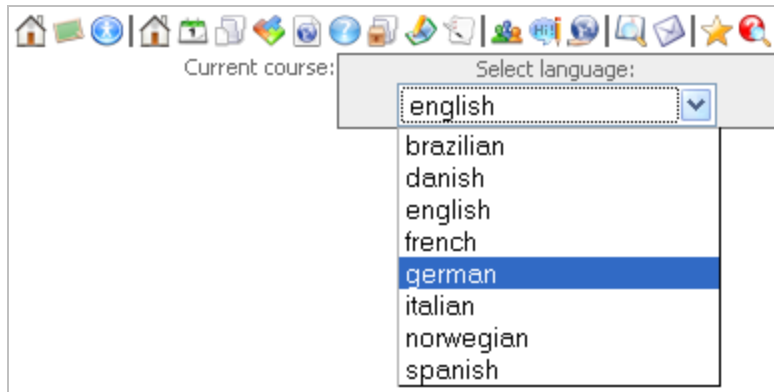 Current course:
Select language:
english
brazilian
danish
english
french
german
italian
norwegian
spanish